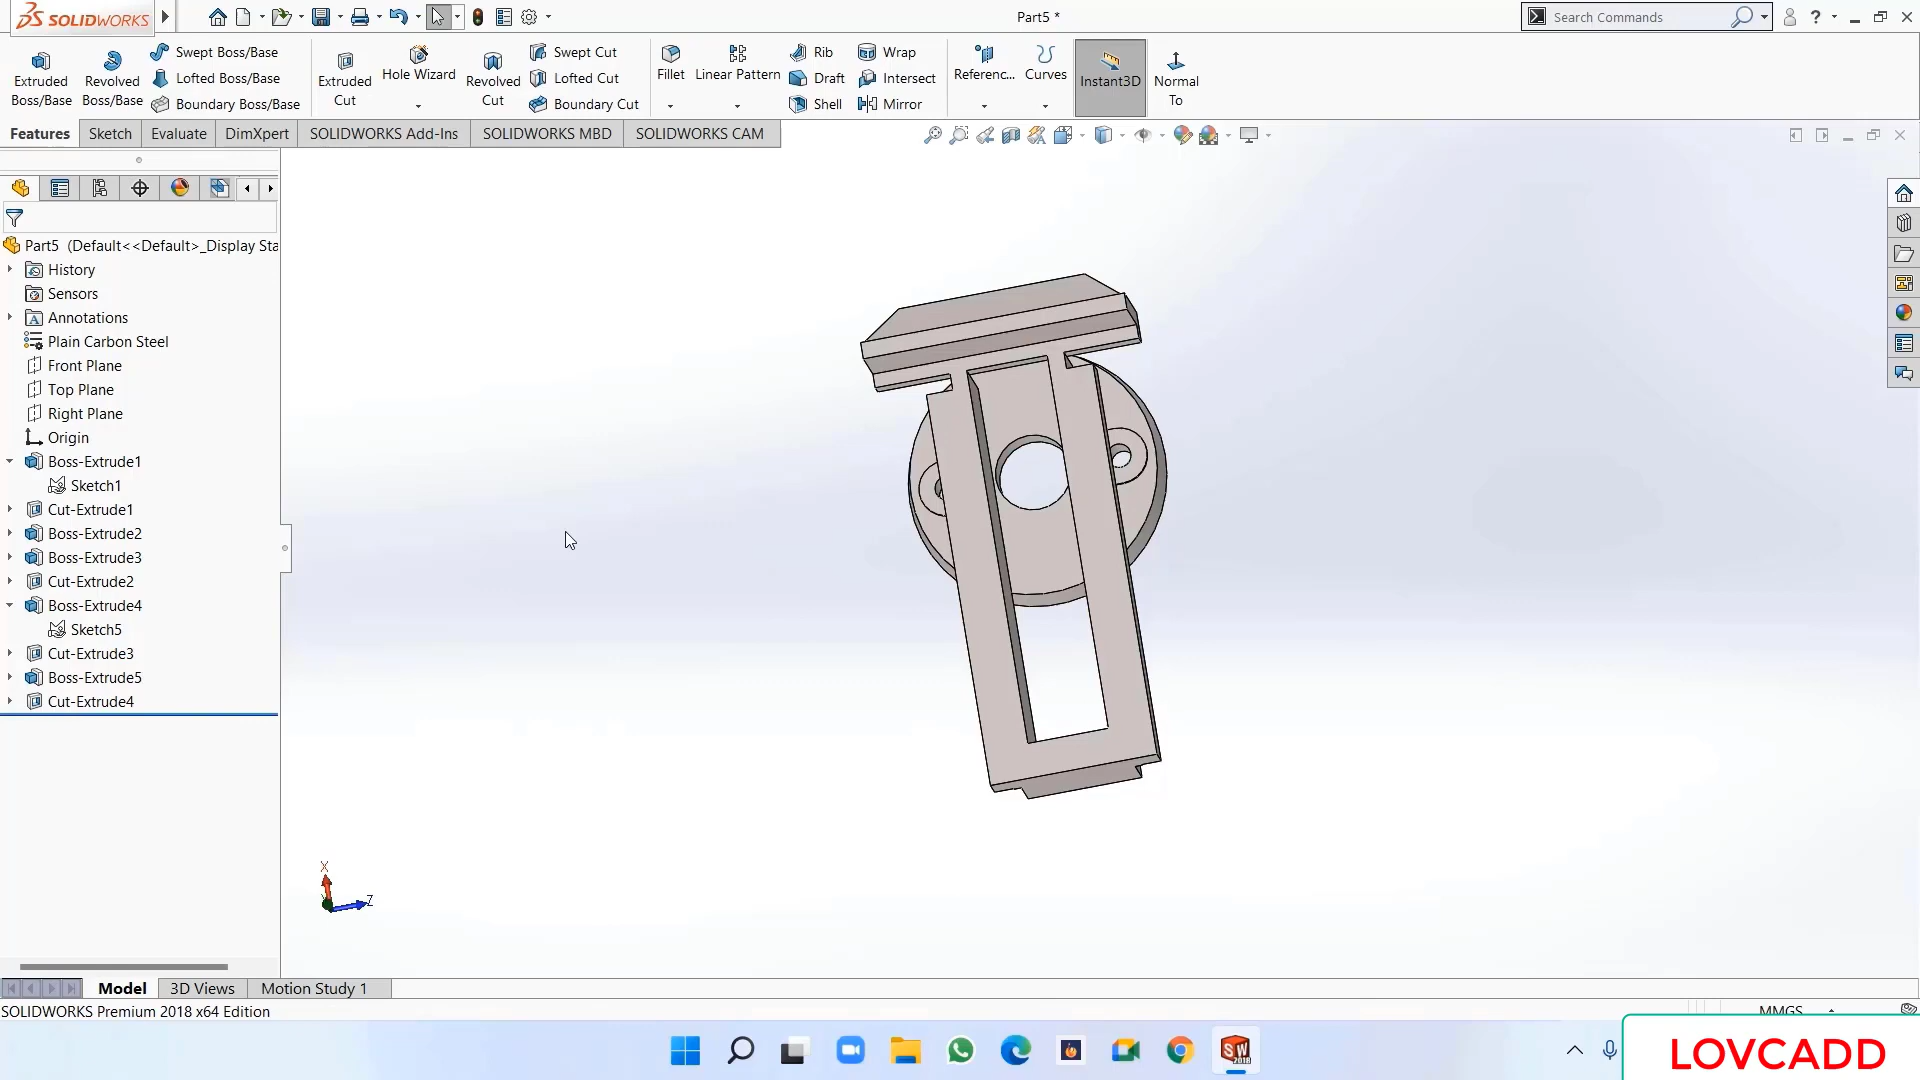 SOLIDWORKS
Part5 *
Search Commands
Extruded Boss/Base
Revolved Boss/Base
Swept Boss/Base
Lofted Boss/Base
Boundary Boss/Base
Extruded Cut
Hole Wizard
Revolved Cut
Swept Cut
Lofted Cut
Boundary Cut
Fillet
Linear Pattern
Rib
Draft
Shell
Wrap
Intersect
Mirror
Referenc...
Curves
Instant3D
Normal To
Features
Sketch
Evaluate
DimXpert
SOLIDWORKS Add-Ins
SOLIDWORKS MBD
SOLIDWORKS CAM
Part5 (Default<<Default>_Display Sta
History
Sensors
Annotations
Plain Carbon Steel
Front Plane
Top Plane
Right Plane
Origin
Boss-Extrude1
Sketch1
Cut-Extrude1
Boss-Extrude2
Boss-Extrude3
Cut-Extrude2
Boss-Extrude4
Sketch5
Cut-Extrude3
Boss-Extrude5
Cut-Extrude4
X
Z
Model
3D Views
Motion Study 1
SOLIDWORKS Premium 2018 x64 Edition
MMGS
SW
2018
LOVCADD